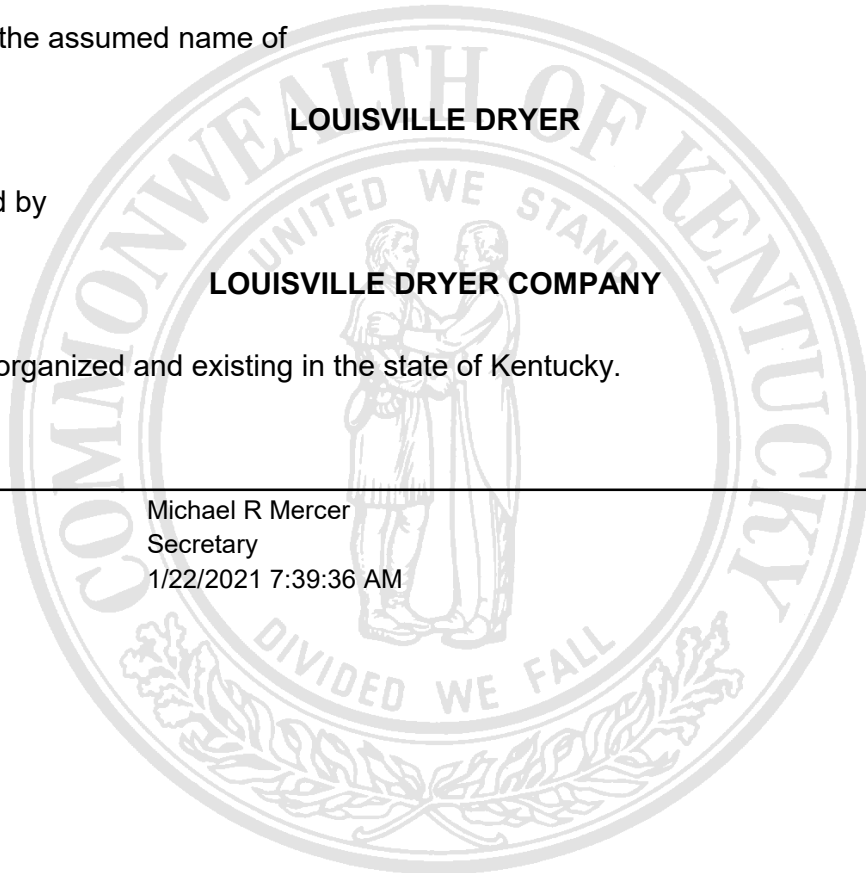 the assumed name of
LOUISVILLE DRYER
d by
LOUISVILLE DRYER COMPANY
organized and existing in the state of Kentucky.
Michael R Mercer
Secretary
1/22/2021 7:39:36 AM
COMMONWEALTH OF KENTUCKY
UNITED WE STAND
DIVIDED WE FALL